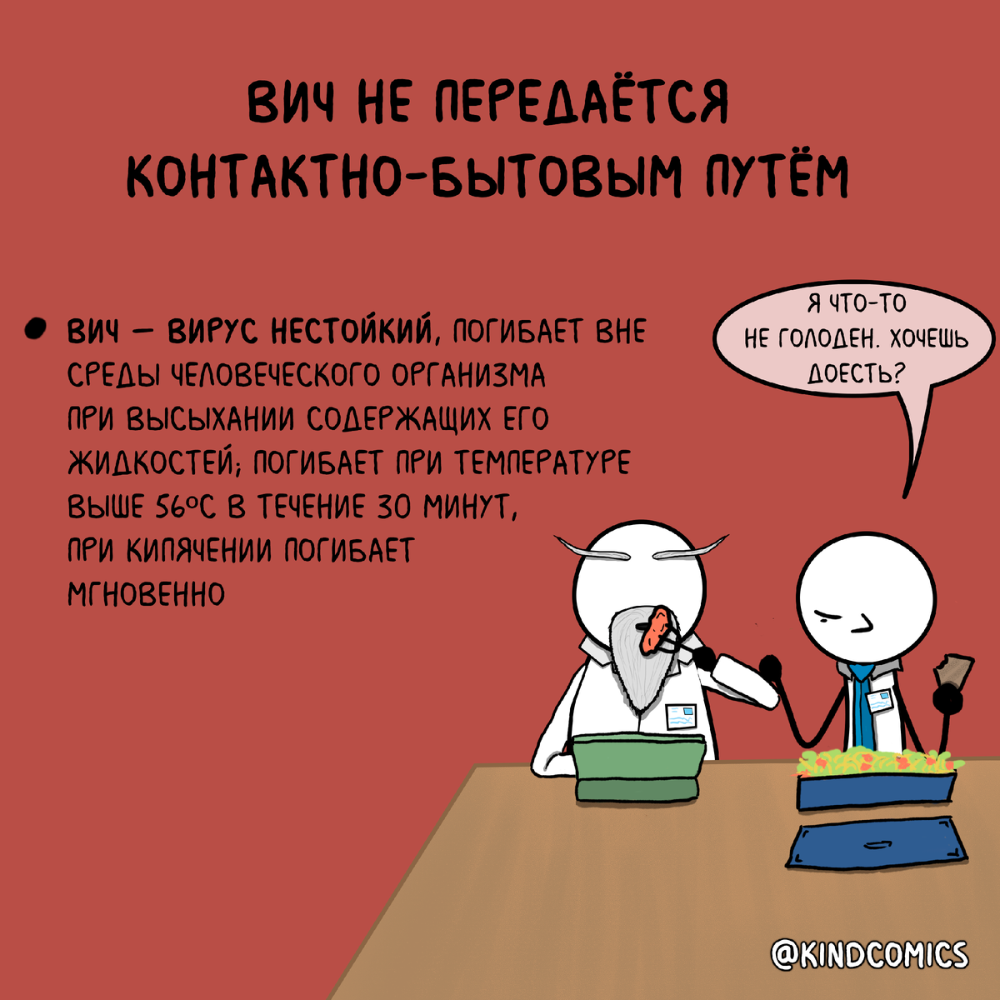 ВИЧ НЕ ПЕРЕДАЁТСЯ
КОНТАКТНО-БЫТОВЫМ ПУТЁМ
● ВИЧ – ВИРУС НЕСТОЙКИЙ, ПОГИБАЕТ ВНЕ
СРЕДЫ ЧЕЛОВЕЧЕСКОГО ОРГАНИЗМА
ПРИ ВЫСЫХАНИИ СОДЕРЖАЩИХ ЕГО
ЖИДКОСТЕЙ; ПОГИБАЕТ ПРИ ТЕМПЕРАТУРЕ
ВЫШЕ 56ºС В ТЕЧЕНИЕ 30 МИНУТ,
ПРИ КИПЯЧЕНИИ ПОГИБАЕТ
МГНОВЕННО
Я ЧТО-ТО
НЕ ГОЛОДЕН. ХОЧЕШЬ
ДОЕСТЬ?
@KINDCOMICS